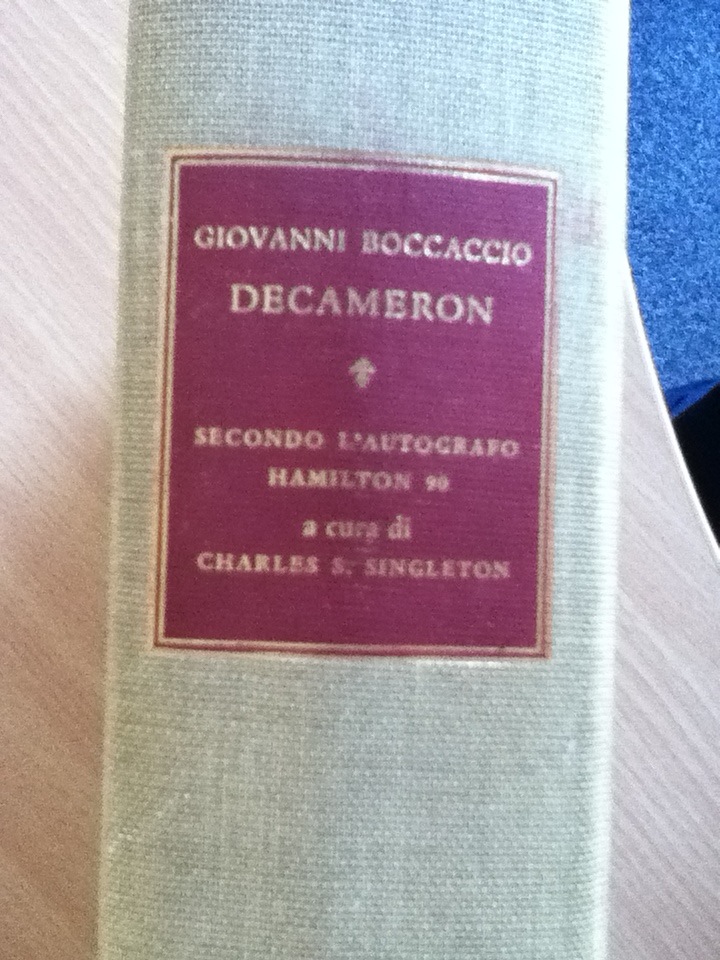 GIOVANNI BOCCACCIO
DECAMERON
SECONDO L'AUTOGRAFO
HAMILTON 90
a cura di
CHARLES S. SINGLETON